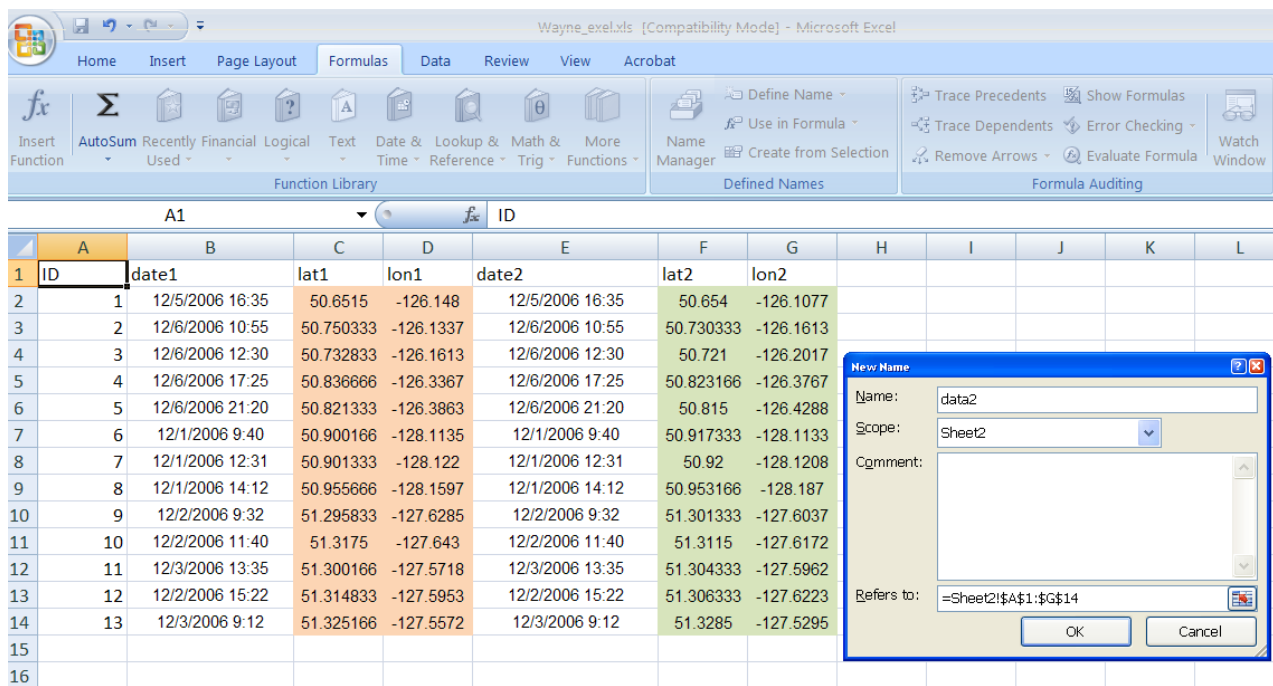 Wayne_exel.xls [Compatibility Mode] - Microsoft Excel
Home Insert Page Layout Formulas Data Review View Acrobat
fx Σ ? A θ Define Name Trace Precedents Show Formulas
Use in Formula Trace Dependents Error Checking
Insert AutoSum Recently Financial Logical Text Date & Lookup & Math & More Name Create from Selection Remove Arrows Evaluate Formula Watch
Function Used Time Reference Trig Functions Manager Window
Function Library Defined Names Formula Auditing
A1 fx ID
A B C D E F G H I J K L
1 ID date1 lat1 lon1 date2 lat2 lon2
2 1 12/5/2006 16:35 50.6515 -126.148 12/5/2006 16:35 50.654 -126.1077
3 2 12/6/2006 10:55 50.750333 -126.1337 12/6/2006 10:55 50.730333 -126.1613
4 3 12/6/2006 12:30 50.732833 -126.1613 12/6/2006 12:30 50.721 -126.2017
5 4 12/6/2006 17:25 50.836666 -126.3367 12/6/2006 17:25 50.823166 -126.3767
6 5 12/6/2006 21:20 50.821333 -126.3863 12/6/2006 21:20 50.815 -126.4288
7 6 12/1/2006 9:40 50.900166 -128.1135 12/1/2006 9:40 50.917333 -128.1133
8 7 12/1/2006 12:31 50.901333 -128.122 12/1/2006 12:31 50.92 -128.1208
9 8 12/1/2006 14:12 50.955666 -128.1597 12/1/2006 14:12 50.953166 -128.187
10 9 12/2/2006 9:32 51.295833 -127.6285 12/2/2006 9:32 51.301333 -127.6037
11 10 12/2/2006 11:40 51.3175 -127.643 12/2/2006 11:40 51.3115 -127.6172
12 11 12/3/2006 13:35 51.300166 -127.5718 12/3/2006 13:35 51.304333 -127.5962
13 12 12/2/2006 15:22 51.314833 -127.5953 12/2/2006 15:22 51.306333 -127.6223
14 13 12/3/2006 9:12 51.325166 -127.5572 12/3/2006 9:12 51.3285 -127.5295
15
16
New Name
Name: data2
Scope: Sheet2
Comment:
Refers to: =Sheet2!$A$1:$G$14
OK Cancel